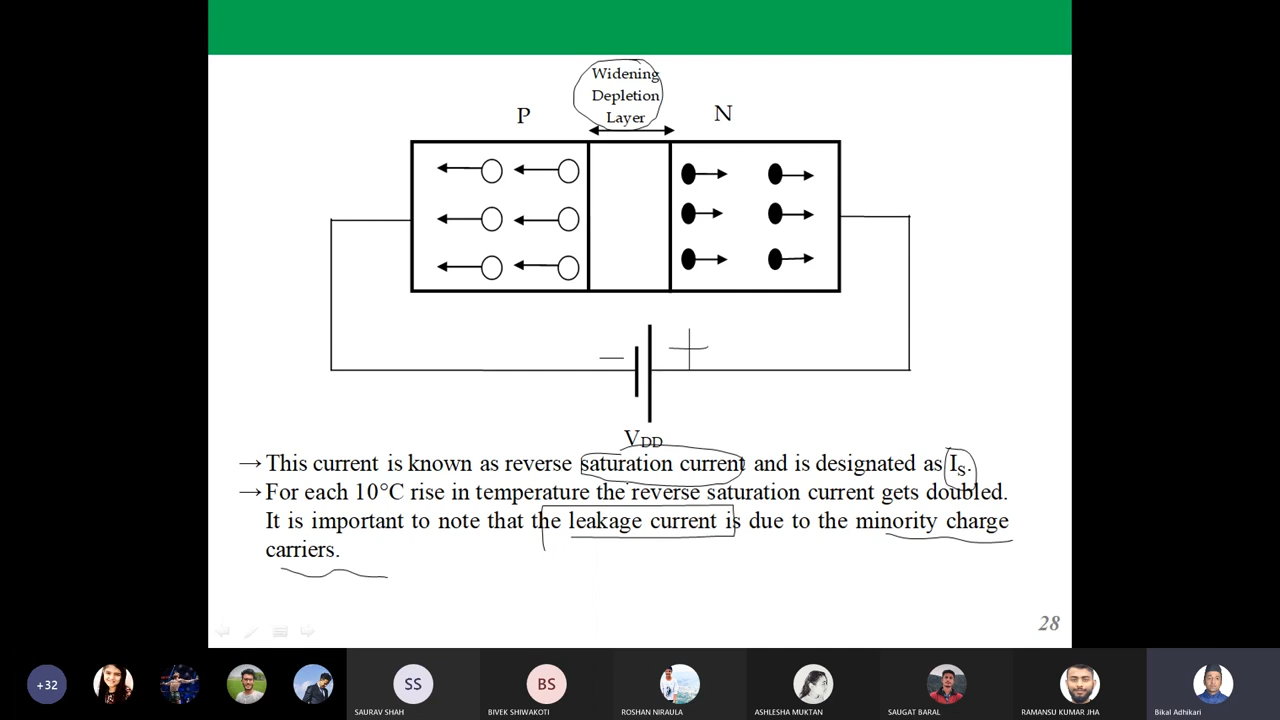 Widening
Depletion
Layer
P
N
— +
VDD
→ This current is known as reverse saturation current and is designated as IS.
→ For each 10°C rise in temperature the reverse saturation current gets doubled.
It is important to note that the leakage current is due to the minority charge
carriers.
28
+32
SS
BS
SAURAV SHAH
BIVEK SHIWAKOTI
ROSHAN NIRAULA
ASHLESHA MUKTAN
SAUGAT BARAL
RAMANSU KUMAR JHA
Bikal Adhikari